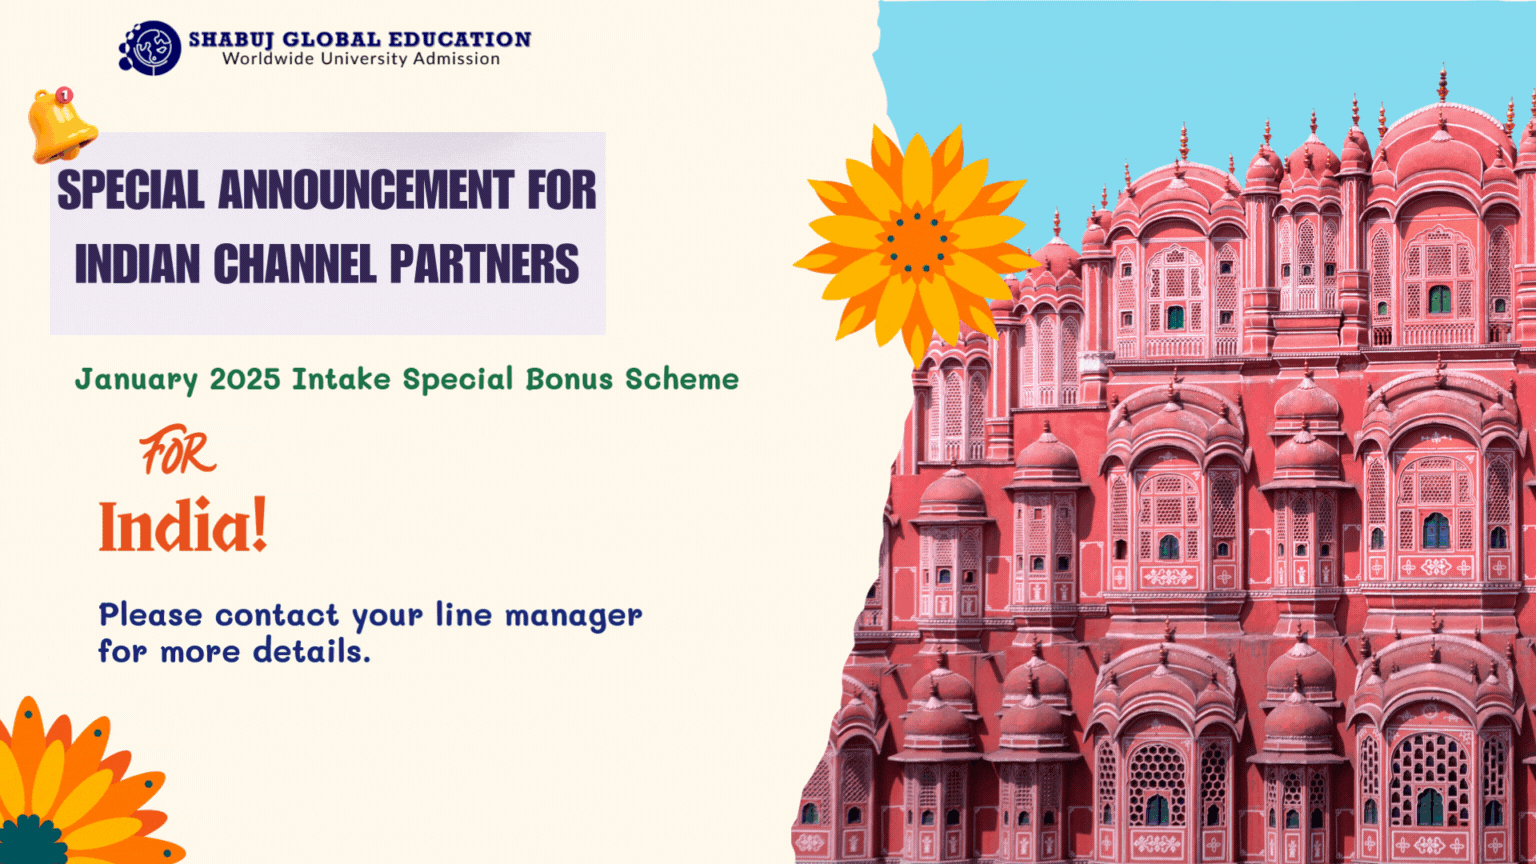 SHABUJ GLOBAL EDUCATION
Worldwide University Admission
1
SPECIAL ANNOUNCEMENT FOR
INDIAN CHANNEL PARTNERS
January 2025 Intake Special Bonus Scheme
FOR
India!
Please contact your line manager
for more details.